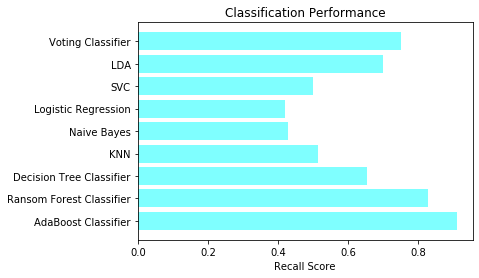 Classification Performance
Voting Classifier
LDA
SVC
Logistic Regression
Naive Bayes
KNN
Decision Tree Classifier
Ransom Forest Classifier
AdaBoost Classifier
0.0 0.2 0.4 0.6 0.8
Recall Score